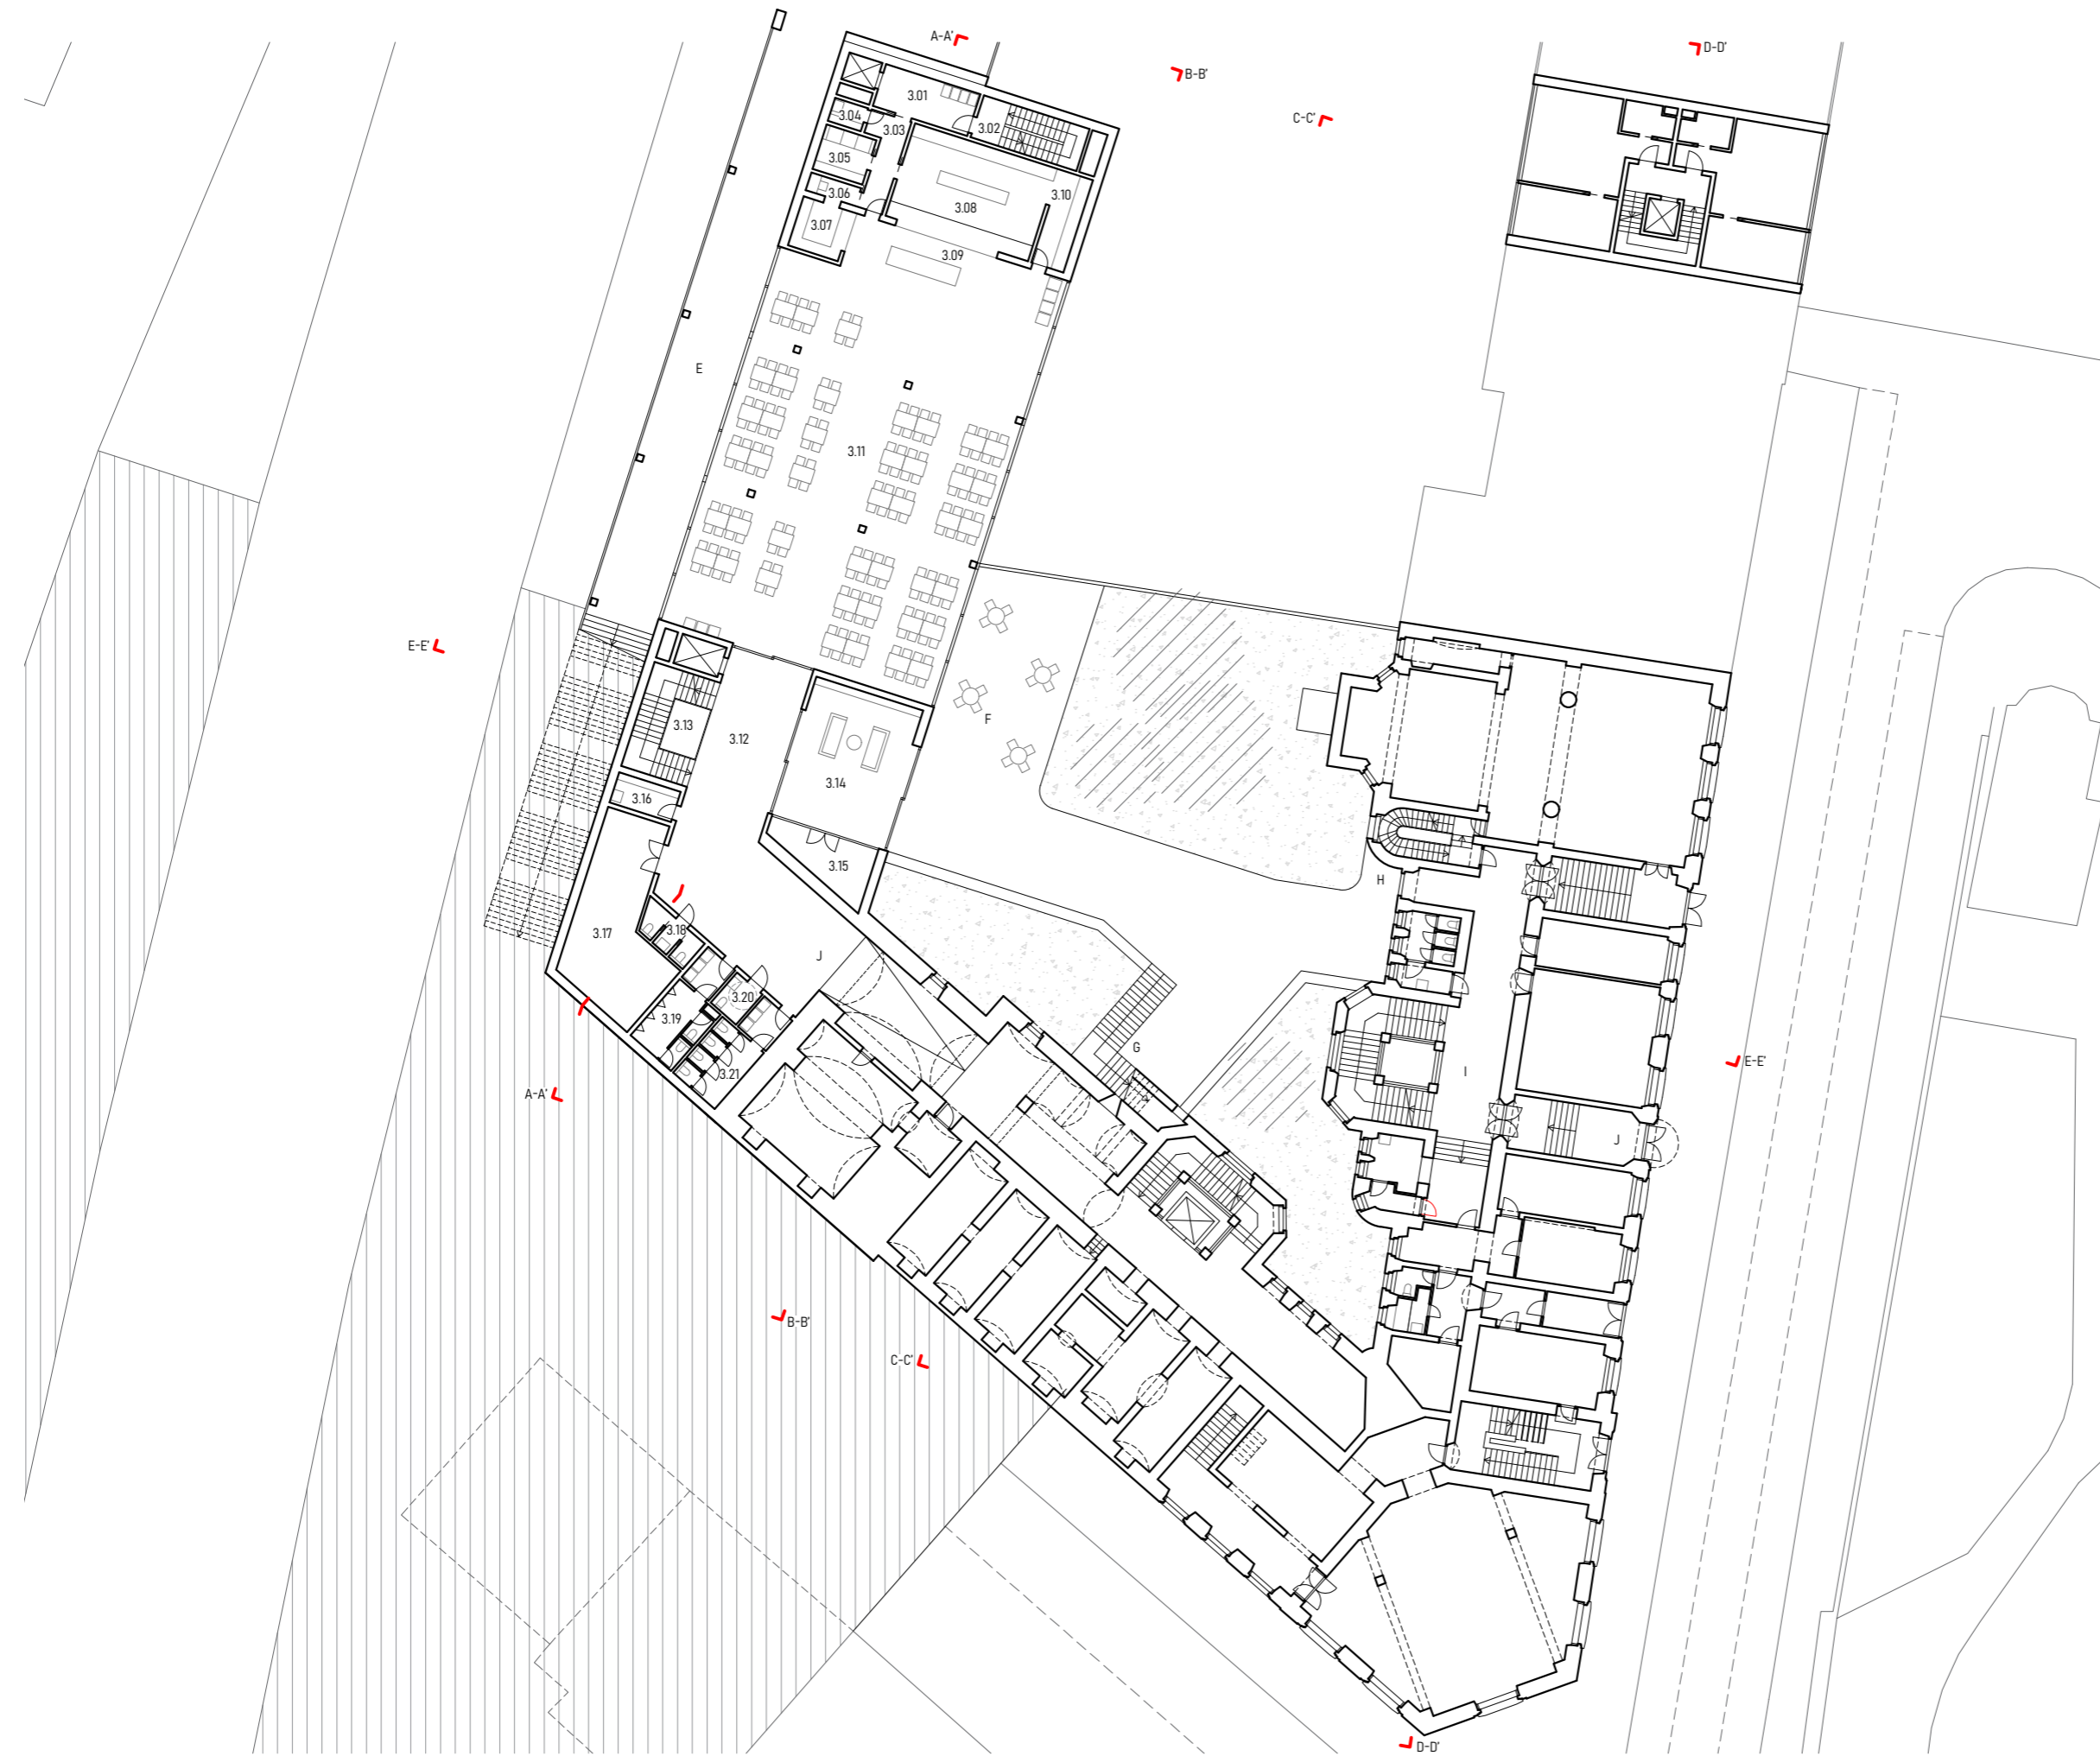 A-A'
D-D'
B-B'
3.01
C-C'
3.04
3.03
3.02
3.05
3.06
3.10
3.08
3.07
3.09
E
3.11
E-E'
F
3.13
3.12
3.14
3.16
3.15
H
3.17
3.18
J
3.20
3.19
G
E-E'
I
3.21
A-A'
J
B-B'
C-C'
D-D'